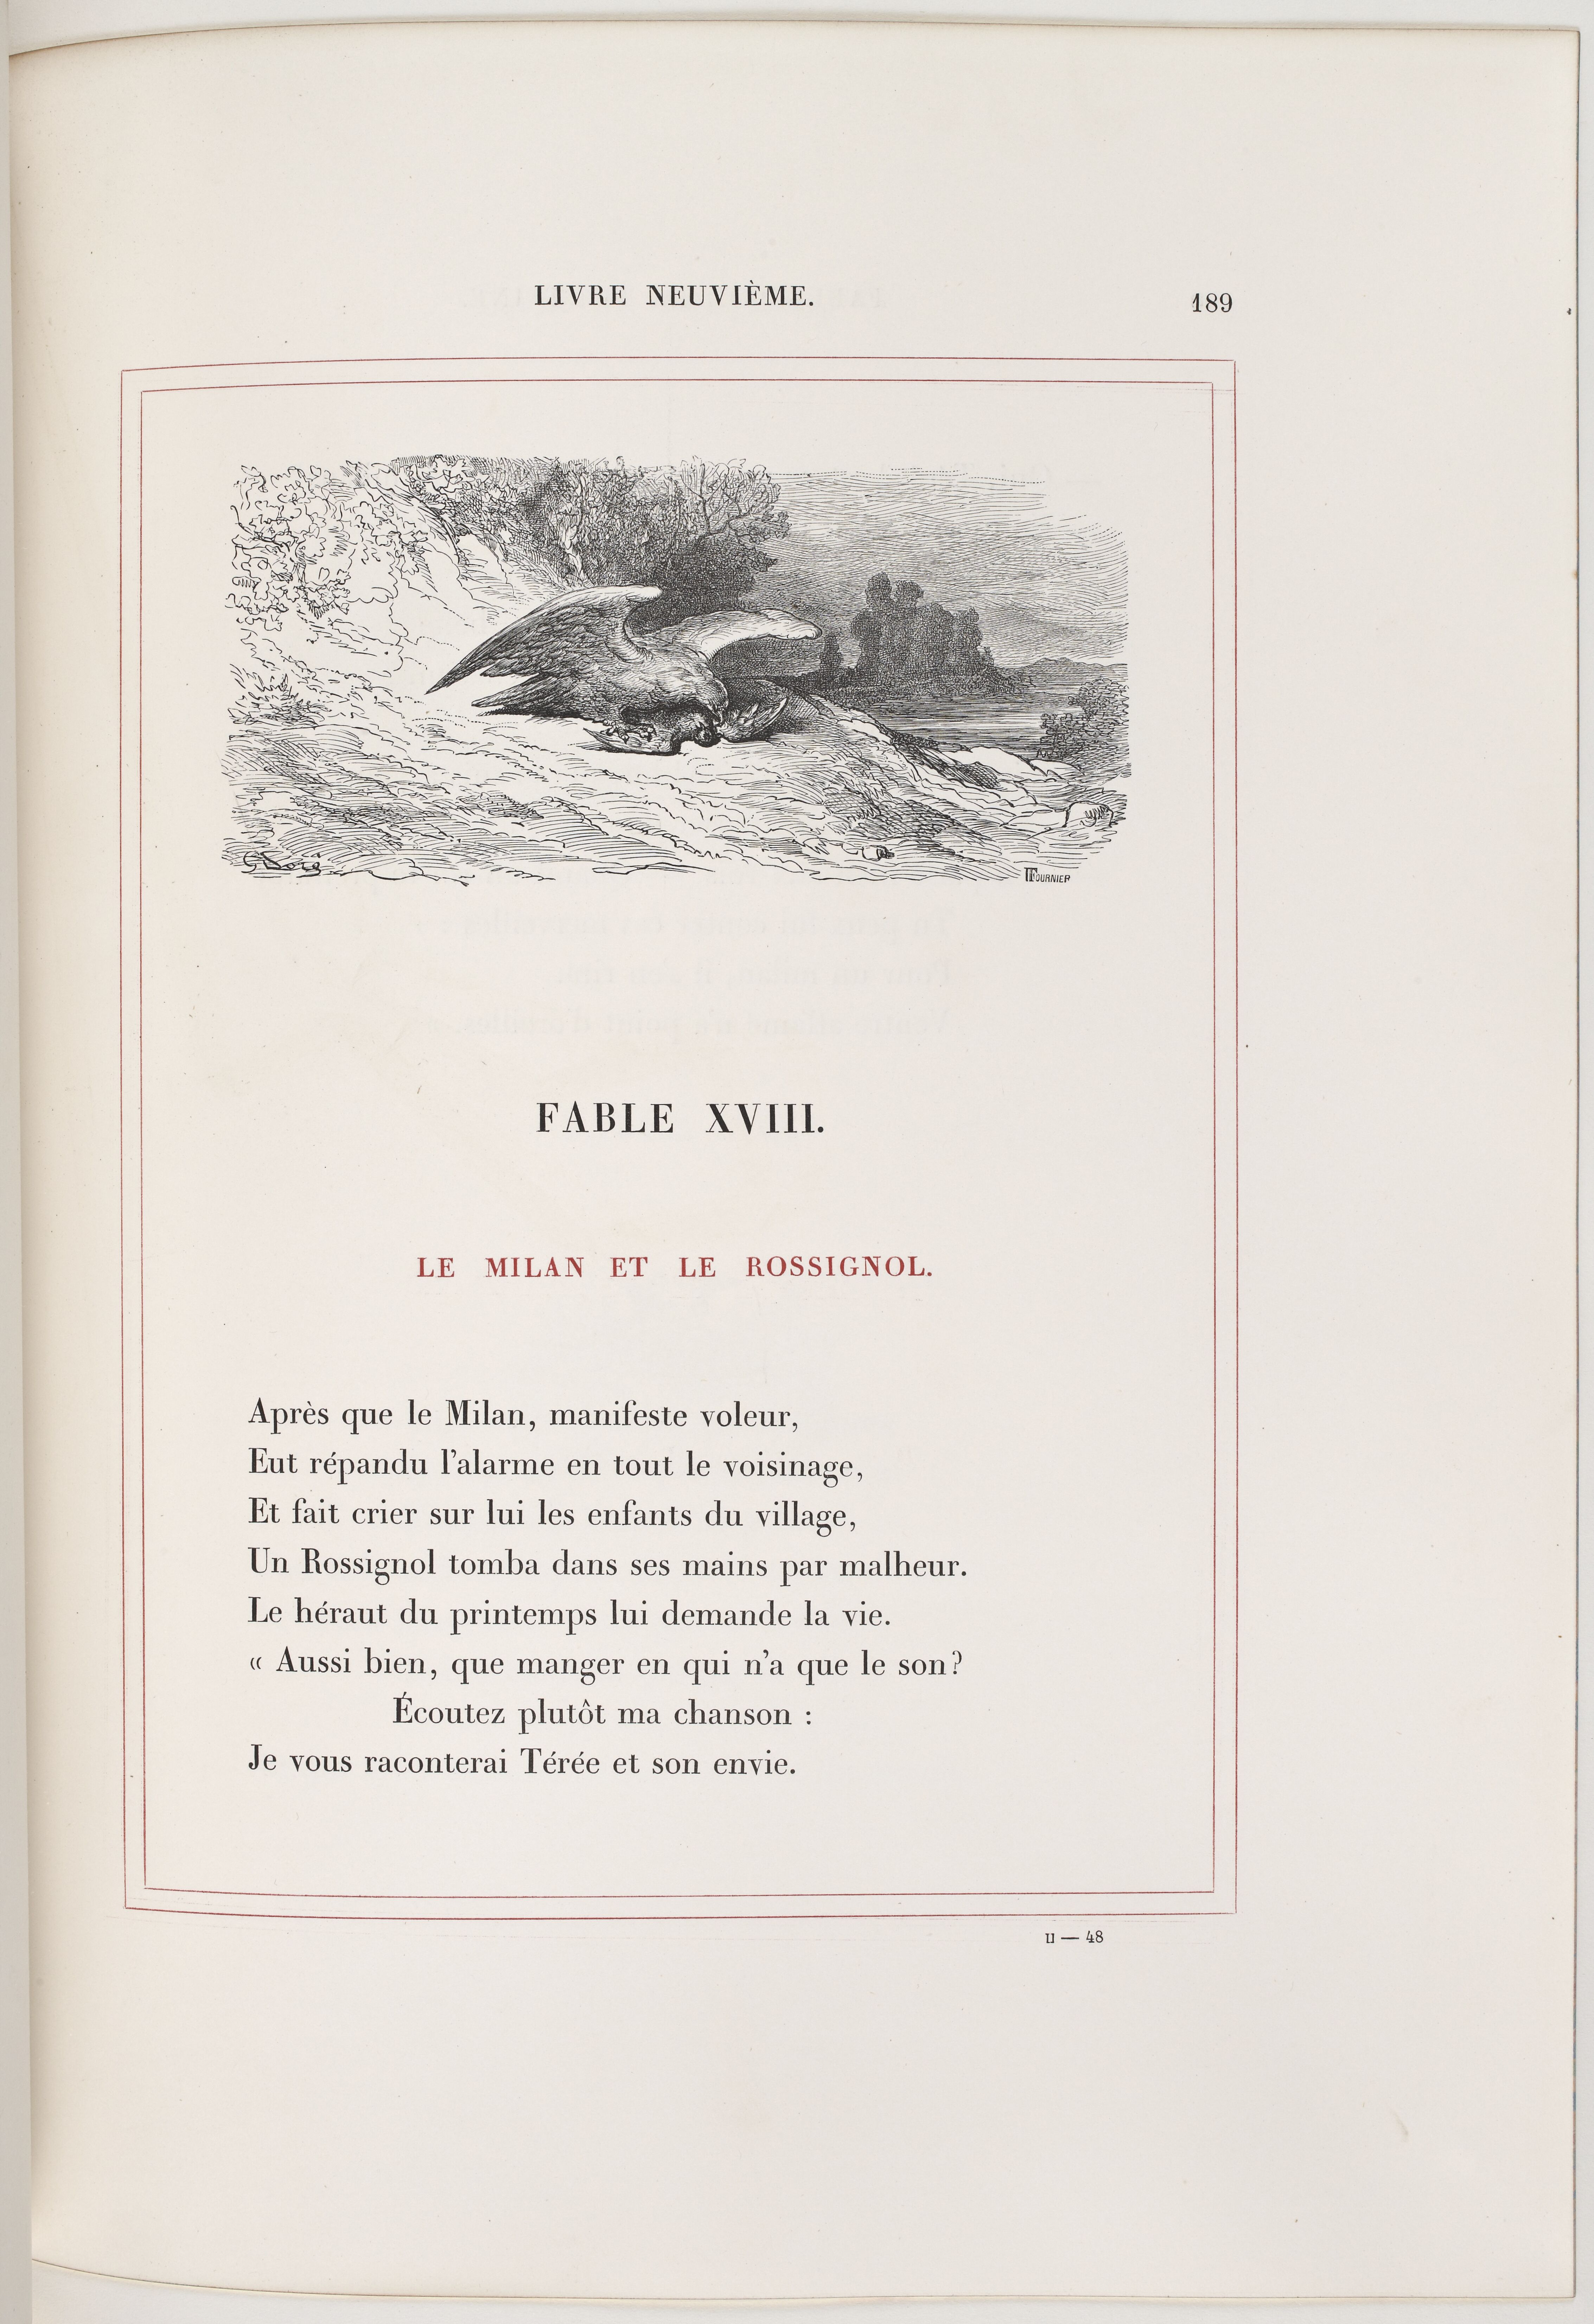 LIVRE NEUVIÈME.
189
G Doré
FOURNIER
FABLE XVIII.
LE MILAN ET LE ROSSIGNOL.
Après que le Milan, manifeste voleur,
Eut répandu l'alarme en tout le voisinage,
Et fait crier sur lui les enfants du village,
Un Rossignol tomba dans ses mains par malheur.
Le héraut du printemps lui demande la vie.
« Aussi bien, que manger en qui n'a que le son?
Écoutez plutôt ma chanson :
Je vous raconterai Térée et son envie.
II — 48